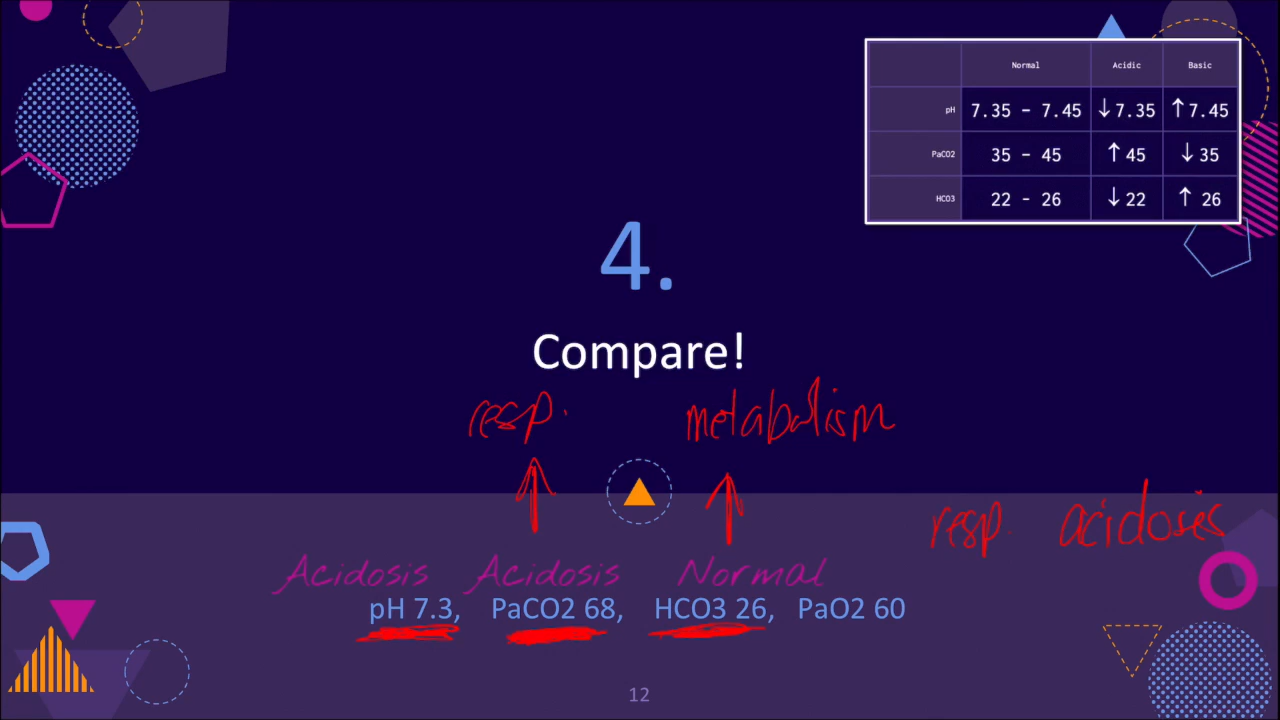 Normal Acidic Basic
pH 7.35 - 7.45 ↓7.35 ↑7.45
PaCO2 35 - 45 ↑45 ↓35
HCO3 22 - 26 ↓22 ↑ 26
4.
Compare!
resp. metabolism
resp. acidosis
Acidosis Acidosis Normal
pH 7.3, PaCO2 68, HCO3 26, PaO2 60
12